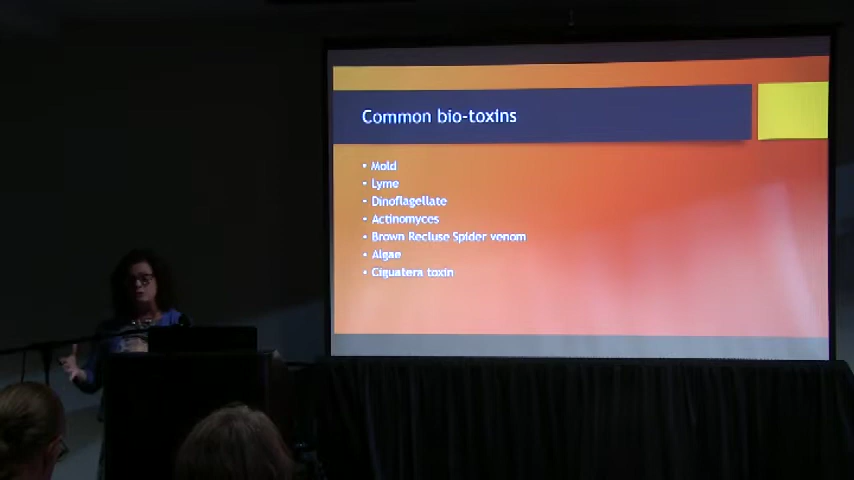 Common bio-toxins
• Mold
• Lyme
• Dinoflagellate
• Actinomyces
• Brown Recluse Spider venom
• Algae
• Ciguatera toxin